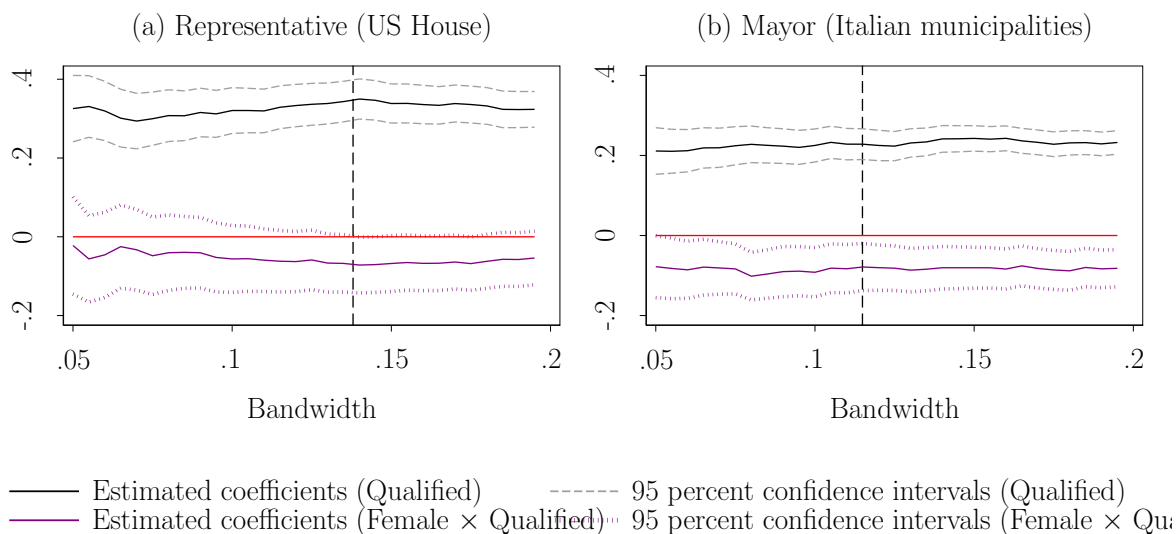 (a) Representative (US House)
(b) Mayor (Italian municipalities)
.4
.2
0
-.2
.05
.1
.15
.2
Bandwidth
.4
.2
0
-.2
.05
.1
.15
.2
Bandwidth
Estimated coefficients (Qualified)
95 percent confidence intervals (Qualified)
Estimated coefficients (Female × Qualified)
95 percent confidence intervals (Female × Qua